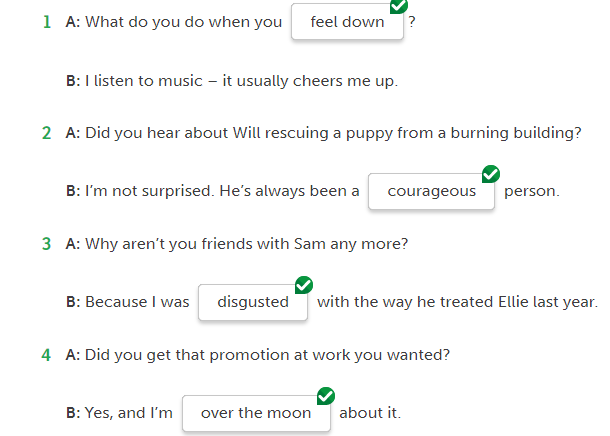 1 A: What do you do when you feel down ?
B: I listen to music – it usually cheers me up.
2 A: Did you hear about Will rescuing a puppy from a burning building?
B: I’m not surprised. He’s always been a courageous person.
3 A: Why aren’t you friends with Sam any more?
B: Because I was disgusted with the way he treated Ellie last year.
4 A: Did you get that promotion at work you wanted?
B: Yes, and I’m over the moon about it.